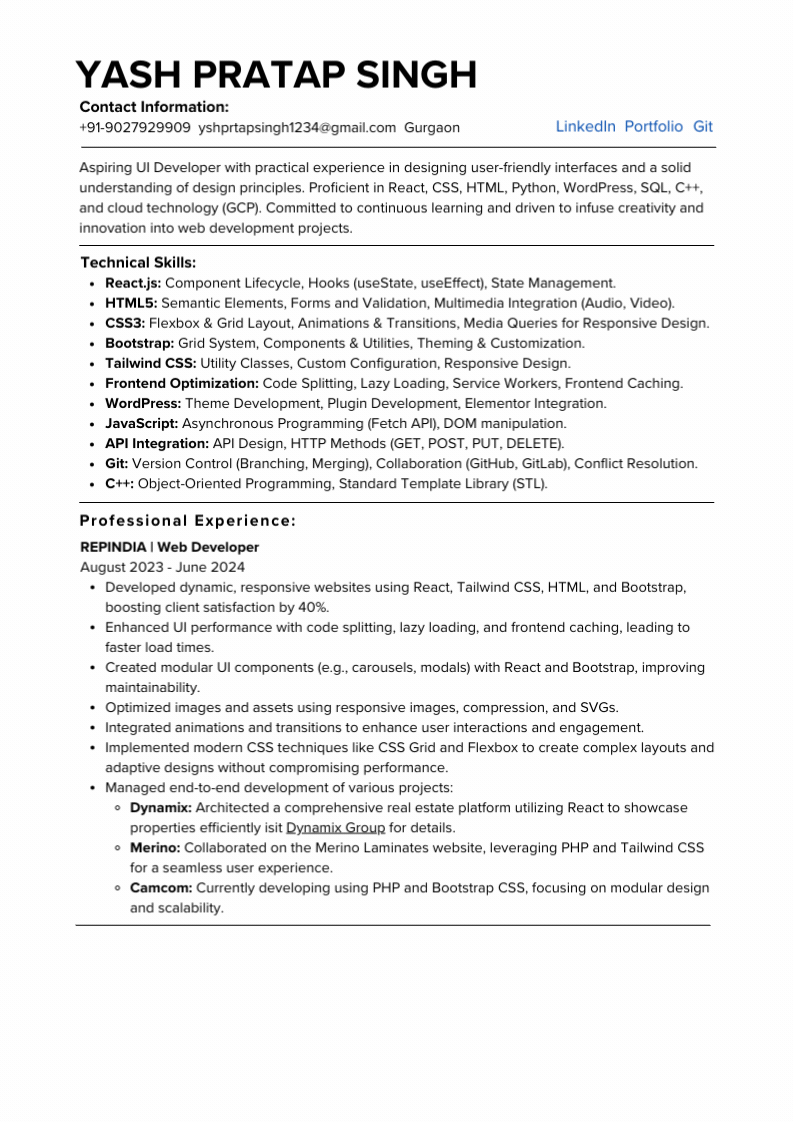 YASH PRATAP SINGH
Contact Information:
+91-9027929909 yshprtapsingh1234@gmail.com Gurgaon LinkedIn Portfolio Git
Aspiring UI Developer with practical experience in designing user-friendly interfaces and a solid
understanding of design principles. Proficient in React, CSS, HTML, Python, WordPress, SQL, C++,
and cloud technology (GCP). Committed to continuous learning and driven to infuse creativity and
innovation into web development projects.
Technical Skills:
• React.js: Component Lifecycle, Hooks (useState, useEffect), State Management.
• HTML5: Semantic Elements, Forms and Validation, Multimedia Integration (Audio, Video).
• CSS3: Flexbox & Grid Layout, Animations & Transitions, Media Queries for Responsive Design.
• Bootstrap: Grid System, Components & Utilities, Theming & Customization.
• Tailwind CSS: Utility Classes, Custom Configuration, Responsive Design.
• Frontend Optimization: Code Splitting, Lazy Loading, Service Workers, Frontend Caching.
• WordPress: Theme Development, Plugin Development, Elementor Integration.
• JavaScript: Asynchronous Programming (Fetch API), DOM manipulation.
• API Integration: API Design, HTTP Methods (GET, POST, PUT, DELETE).
• Git: Version Control (Branching, Merging), Collaboration (GitHub, GitLab), Conflict Resolution.
• C++: Object-Oriented Programming, Standard Template Library (STL).
Professional Experience:
REPINDIA | Web Developer
August 2023 - June 2024
• Developed dynamic, responsive websites using React, Tailwind CSS, HTML, and Bootstrap,
boosting client satisfaction by 40%.
• Enhanced UI performance with code splitting, lazy loading, and frontend caching, leading to
faster load times.
• Created modular UI components (e.g., carousels, modals) with React and Bootstrap, improving
maintainability.
• Optimized images and assets using responsive images, compression, and SVGs.
• Integrated animations and transitions to enhance user interactions and engagement.
• Implemented modern CSS techniques like CSS Grid and Flexbox to create complex layouts and
adaptive designs without compromising performance.
• Managed end-to-end development of various projects:
◦ Dynamix: Architected a comprehensive real estate platform utilizing React to showcase
properties efficiently isit Dynamix Group for details.
◦ Merino: Collaborated on the Merino Laminates website, leveraging PHP and Tailwind CSS
for a seamless user experience.
◦ Camcom: Currently developing using PHP and Bootstrap CSS, focusing on modular design
and scalability.